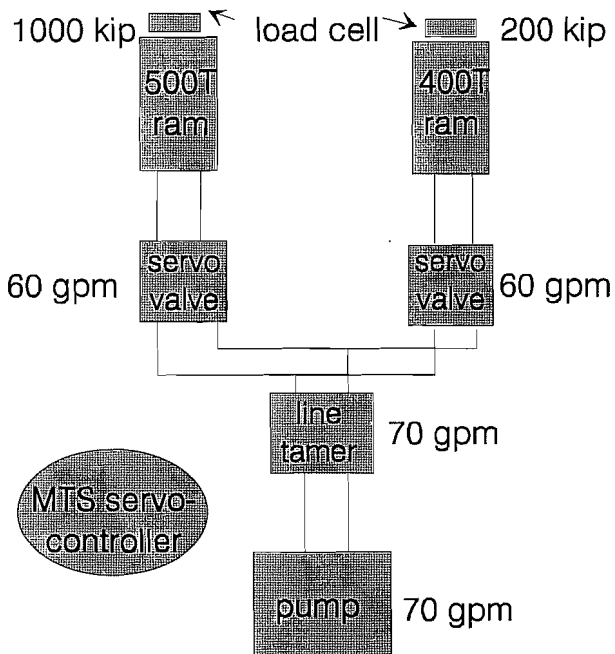 1000 kip
load cell
200 kip
500T
ram
400T
ram
60 gpm
servo
valve
servo
valve
60 gpm
line
tamer
70 gpm
MTS servo-
controller
pump
70 gpm